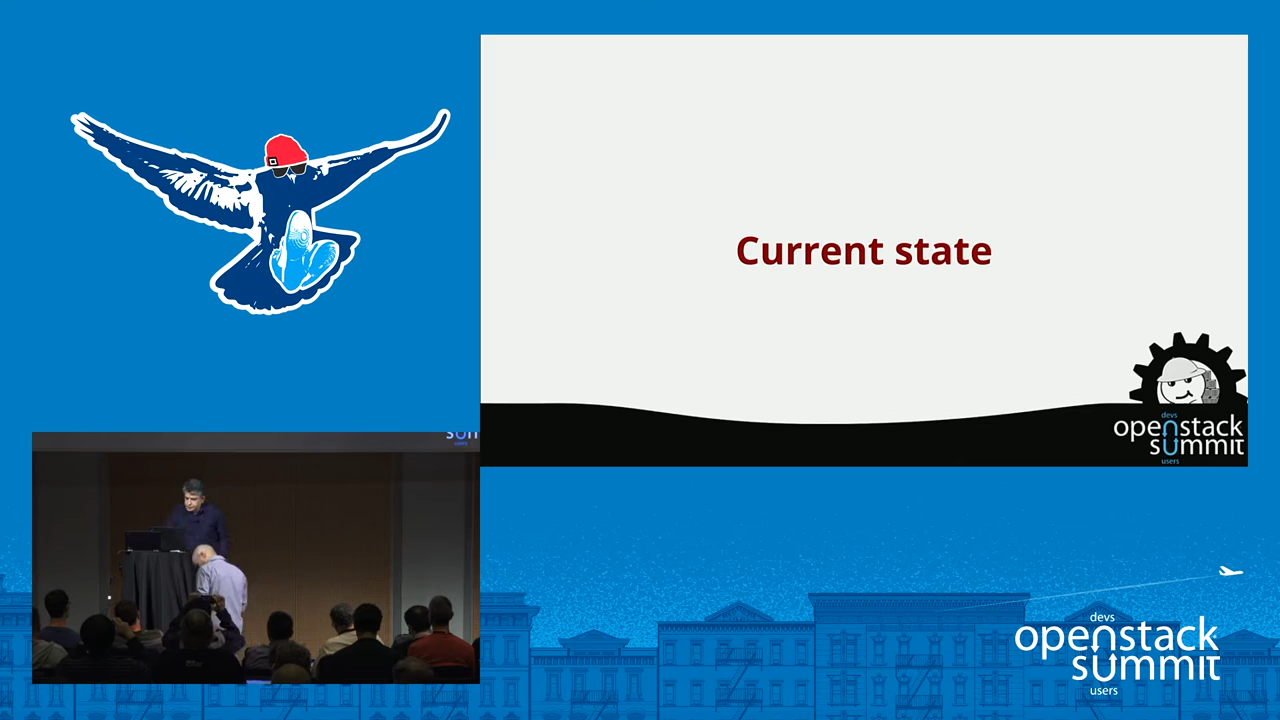 Current state
devs
openstack
summit
users
devs
openstack
summit
users